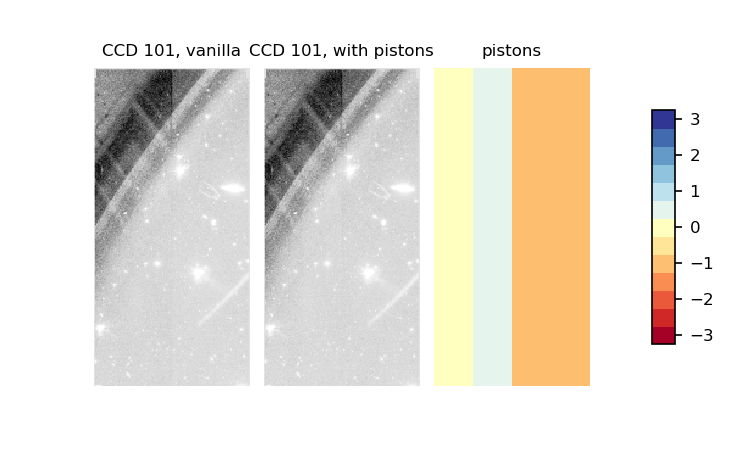 CCD 101, vanilla
CCD 101, with pistons
pistons
3
2
1
0
−1
−2
−3